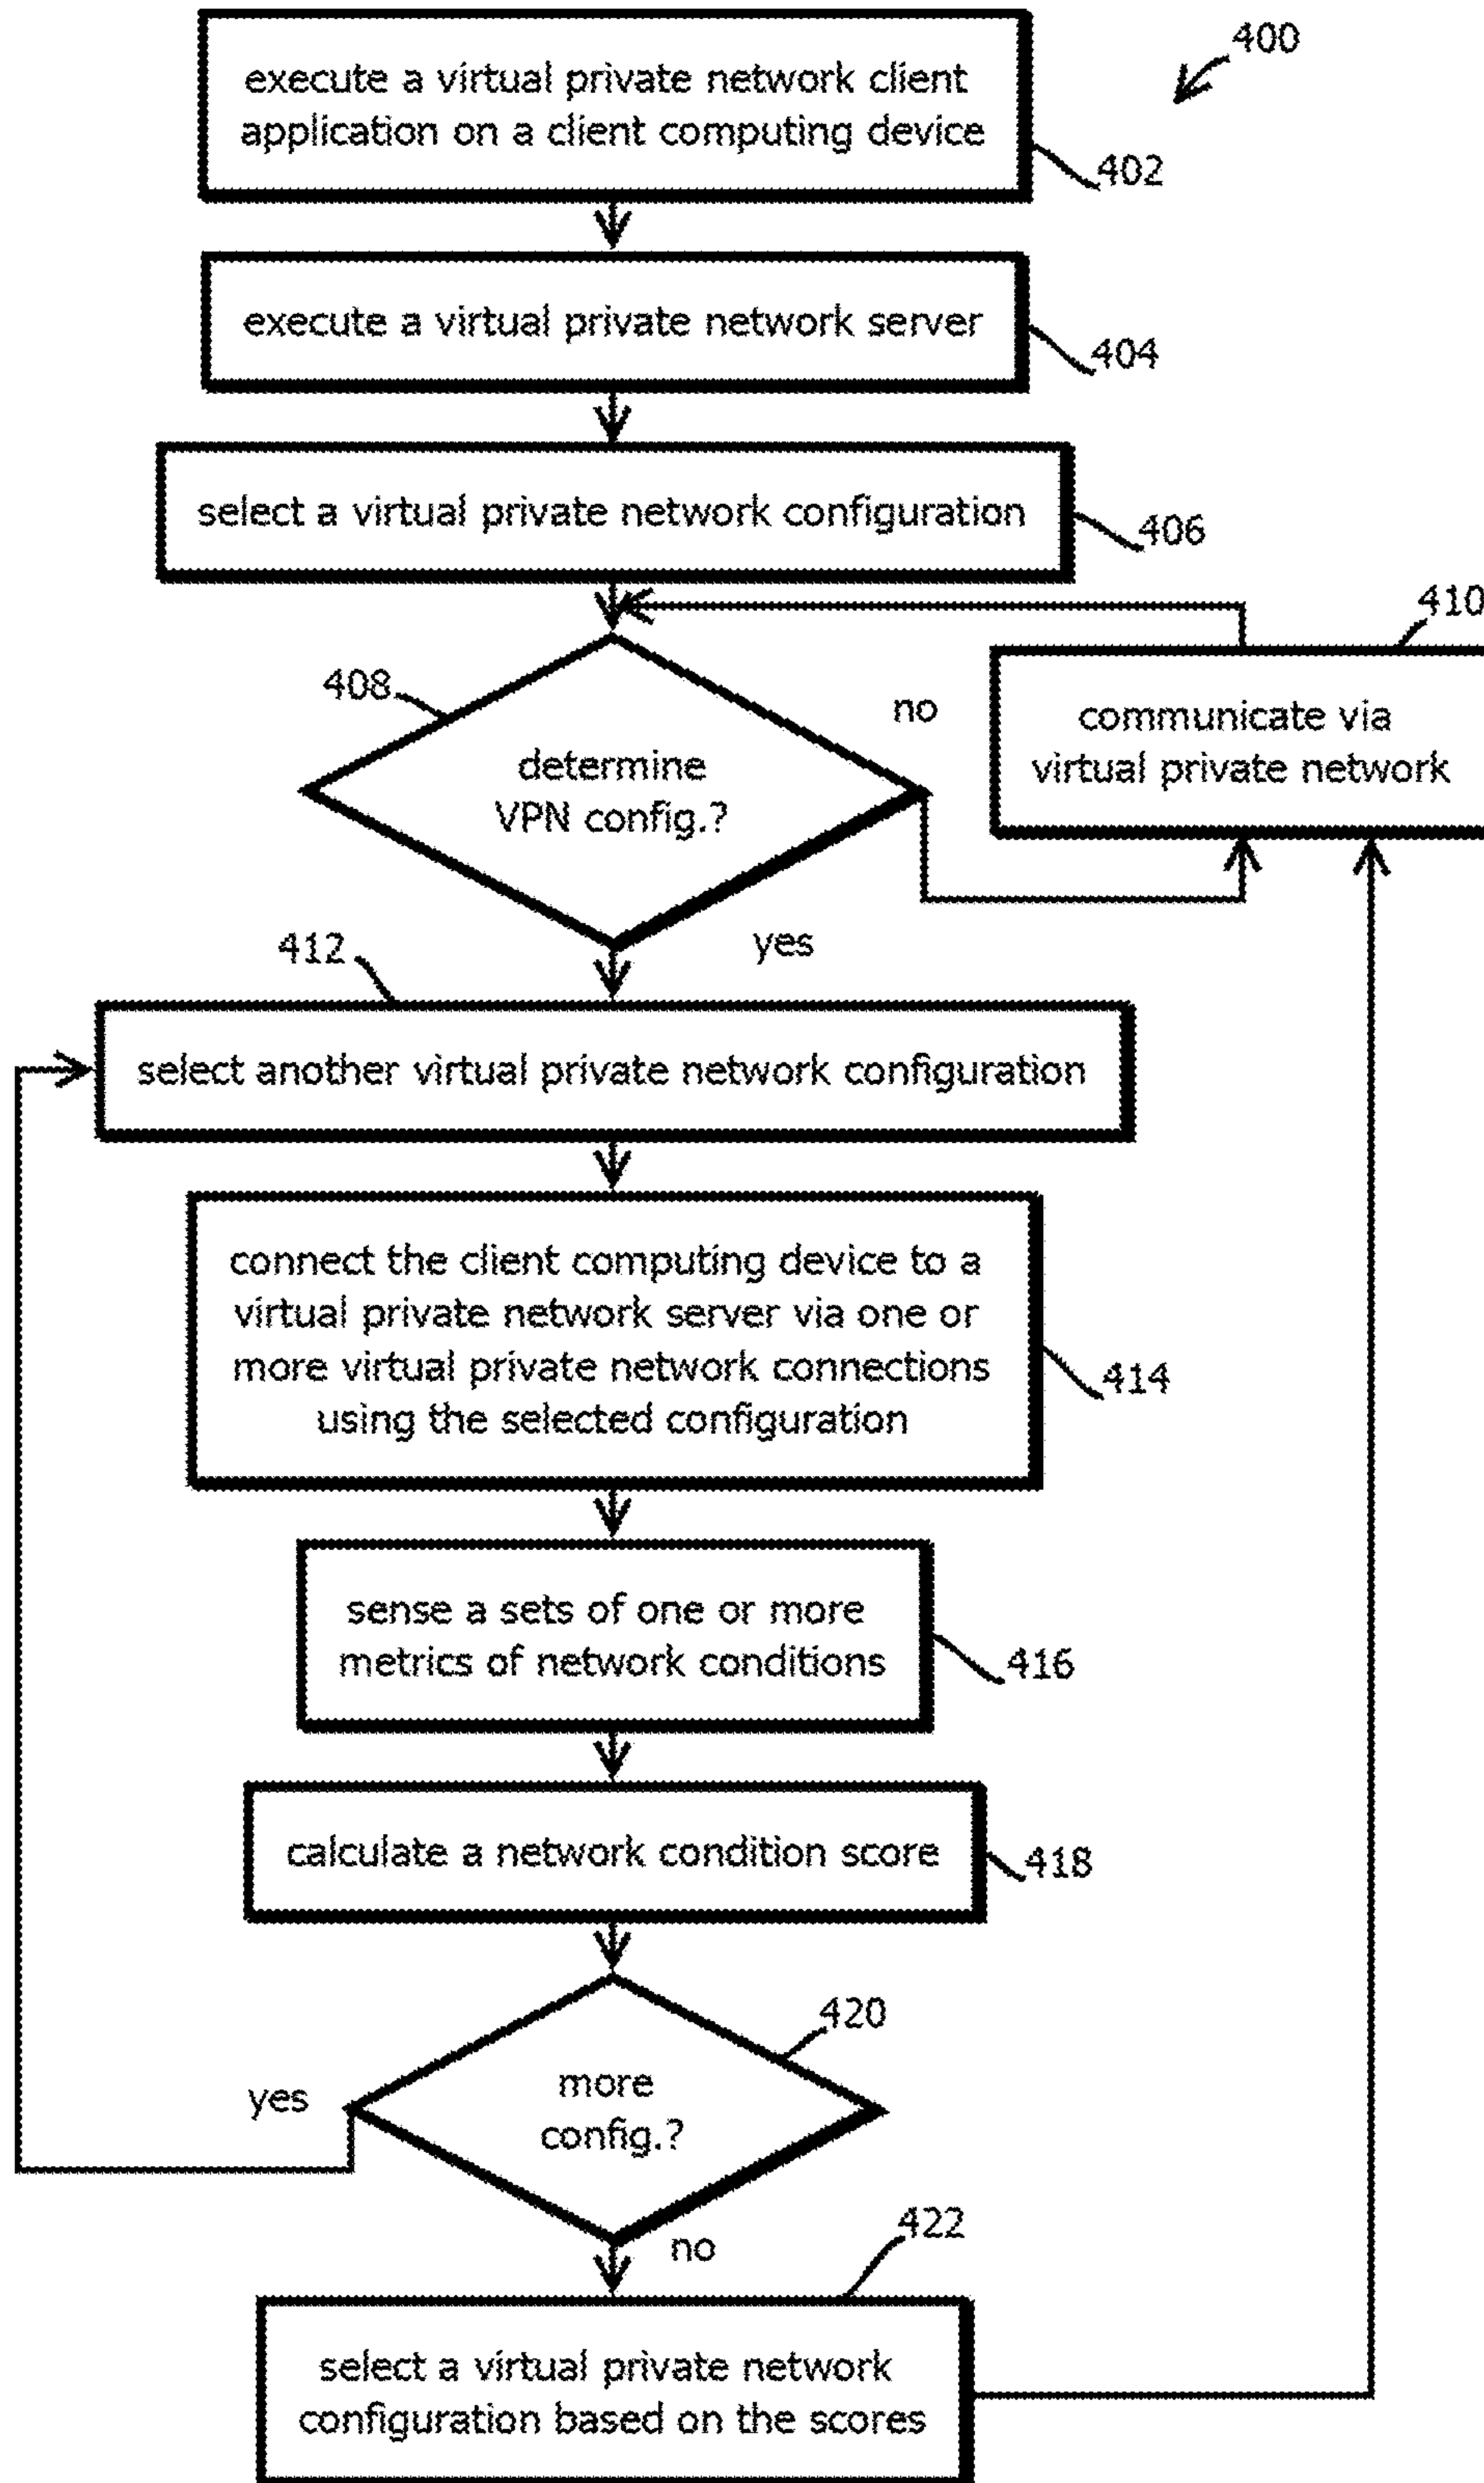 400
execute a virtual private network client
application on a client computing device
402
execute a virtual private network server
404
select a virtual private network configuration
406
410
communicate via
virtual private network
408
no
determine
VPN config.?
yes
412
select another virtual private network configuration
connect the client computing device to a
virtual private network server via one or
more virtual private network connections
using the selected configuration
414
sense a sets of one or more
metrics of network conditions
416
calculate a network condition score
418
420
more
config.?
yes
no
422
select a virtual private network
configuration based on the scores